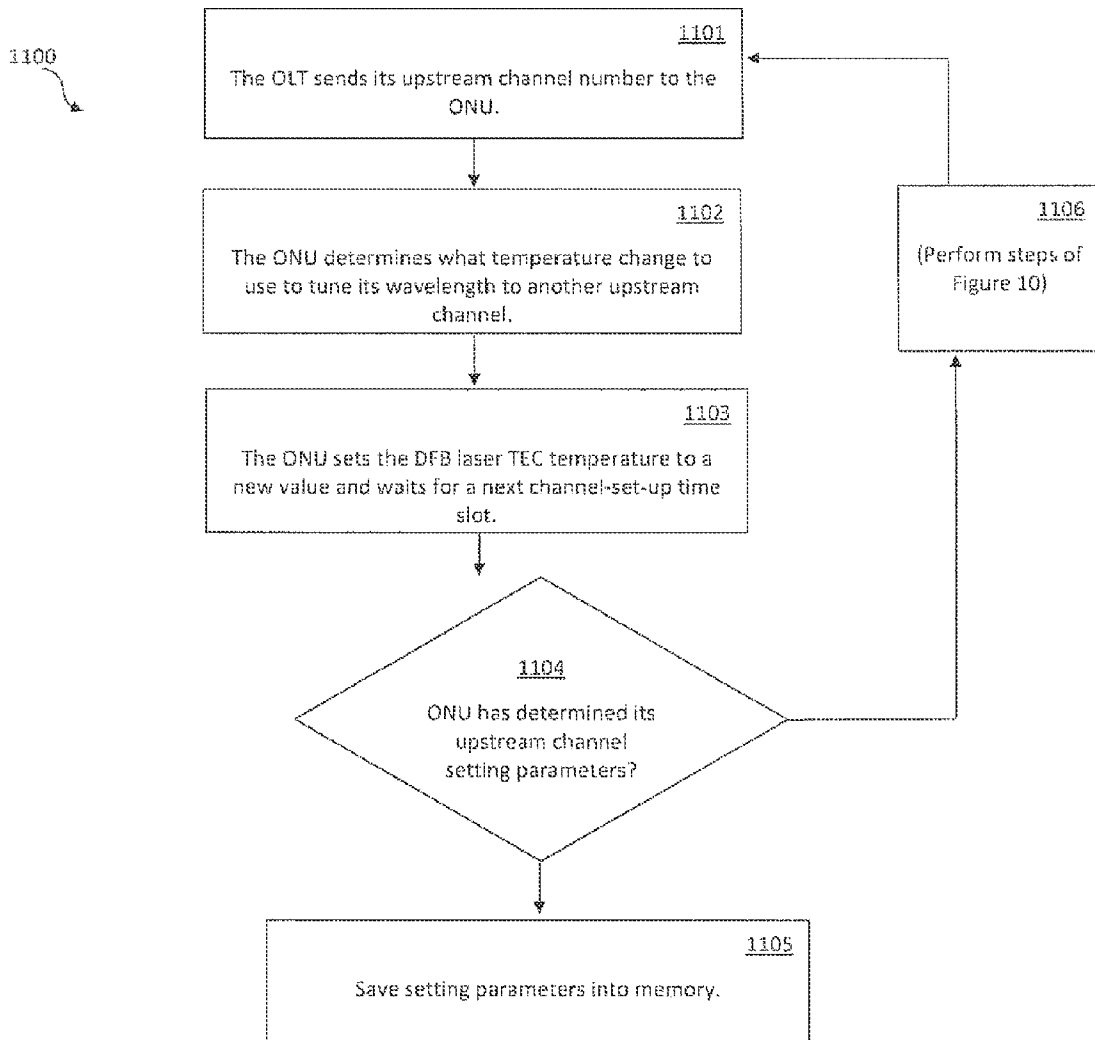 1100
1101
The OLT sends its upstream channel number to the
ONU.
1102
The ONU determines what temperature change to
use to tune its wavelength to another upstream
channel.
1103
The ONU sets the DFB laser TEC temperature to a
new value and waits for a next channel-set-up time
slot.
1104
ONU has determined its
upstream channel
setting parameters?
1105
Save setting parameters into memory.
1106
(Perform steps of
Figure 10)